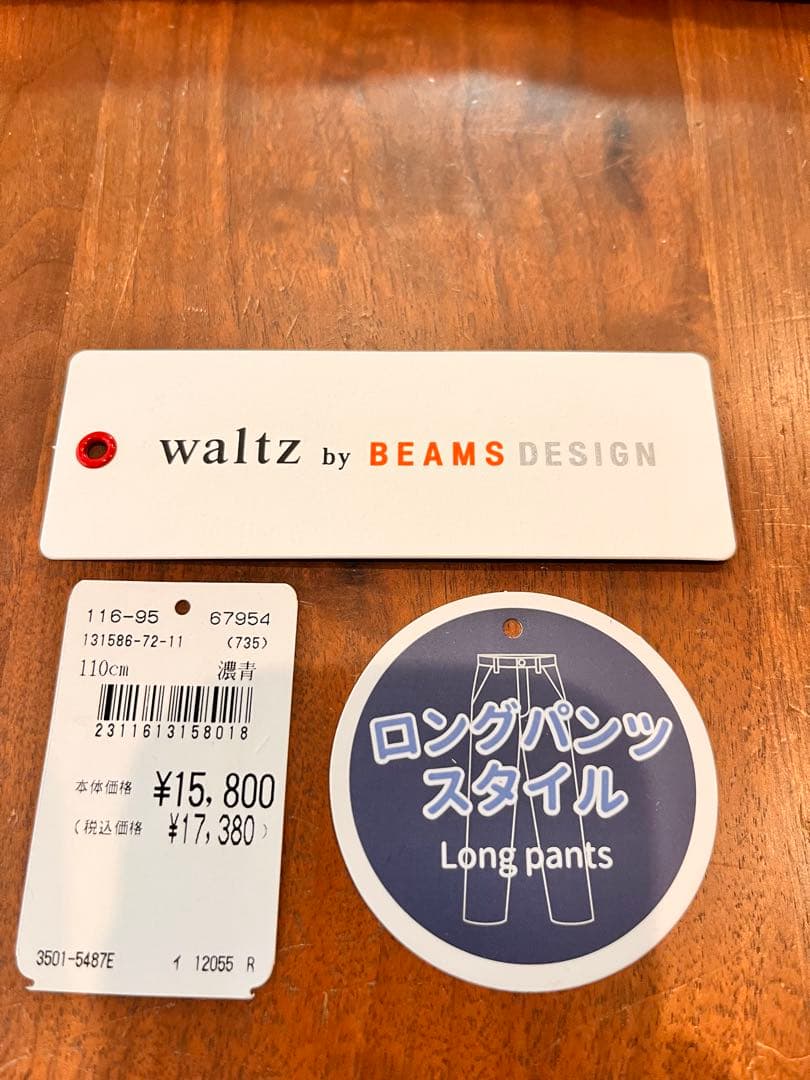 waltz by BEAMS DESIGN
116-95 67954
131586-72-11 (735)
110cm 濃青
2311613158018
本体価格 ¥15,800
(税込価格 ¥17,380)
3501-5487E イ 12055 R
ロングパンツ
スタイル
Long pants